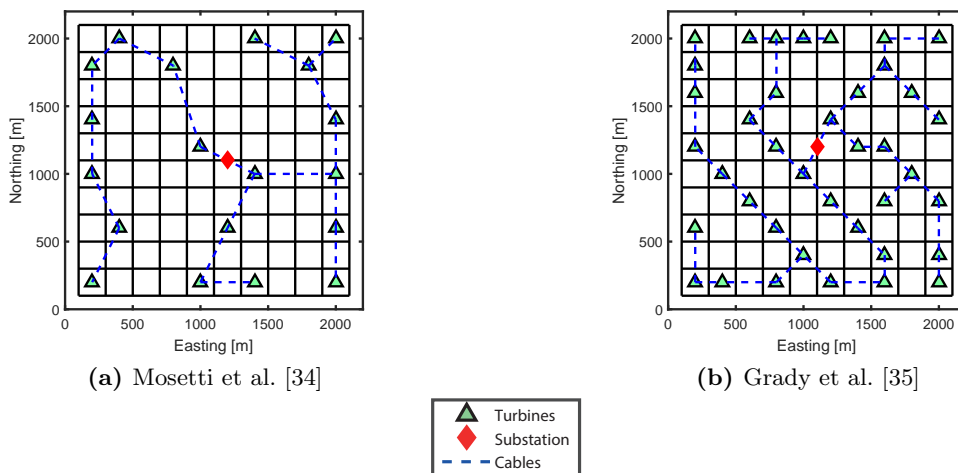 2000
1500
1000
500
0
Northing [m]
0 500 1000 1500 2000
Easting [m]
(a) Mosetti et al. [34]
2000
1500
1000
500
0
Northing [m]
0 500 1000 1500 2000
Easting [m]
(b) Grady et al. [35]
Turbines
Substation
Cables